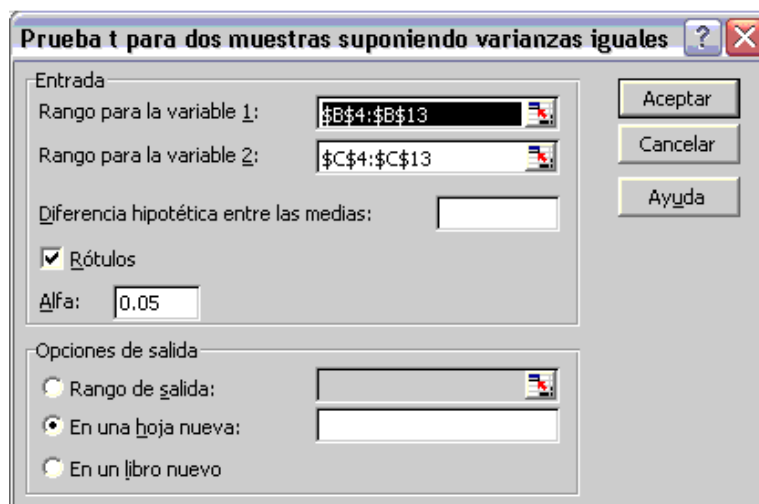 Prueba t para dos muestras suponiendo varianzas iguales
Entrada
Rango para la variable 1: $B$4:$B$13
Rango para la variable 2: $C$4:$C$13
Diferencia hipotética entre las medias:
Rótulos
Alfa: 0.05
Aceptar
Cancelar
Ayuda
Opciones de salida
Rango de salida:
En una hoja nueva:
En un libro nuevo